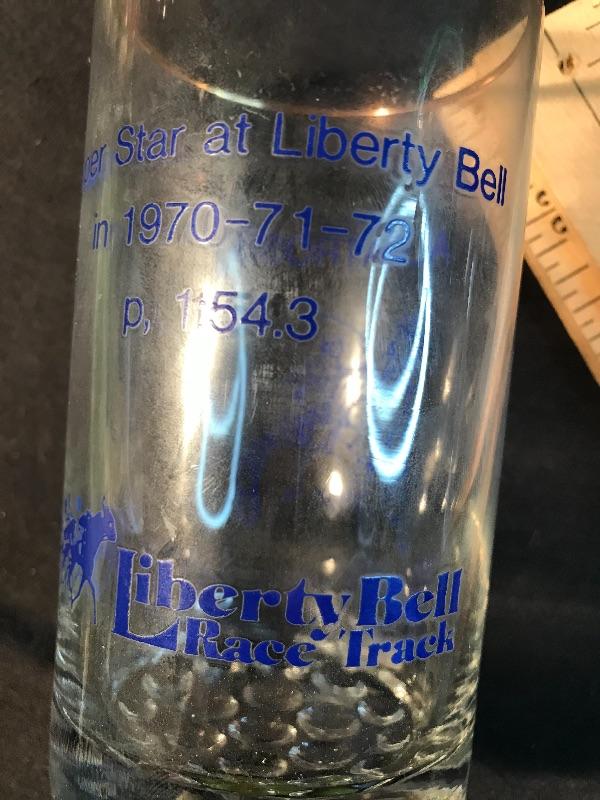 Star at Liberty Bell
in 1970-71-72
p, 1:54.3
Liberty Bell
Race Track